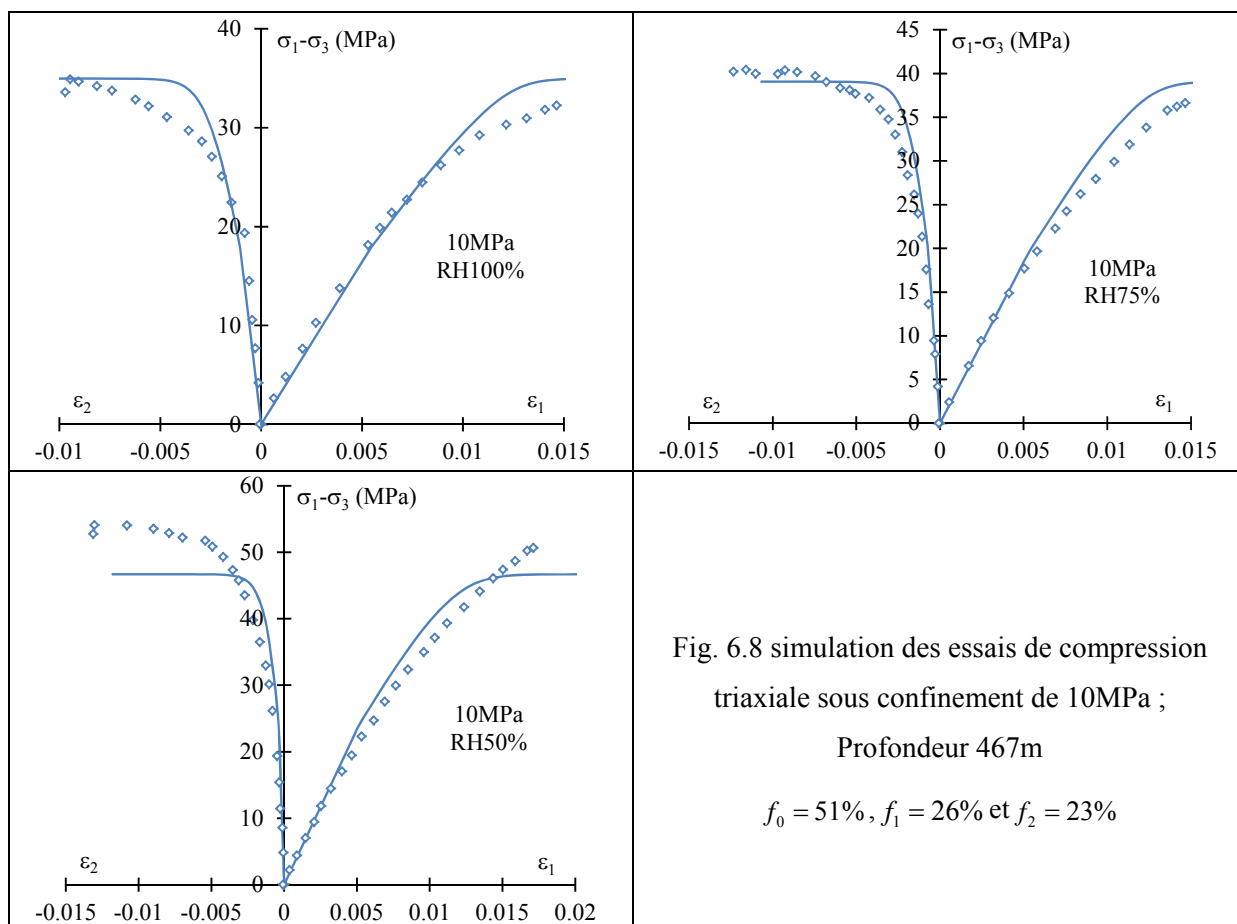 σ1-σ3 (MPa)
40
30
20
10
0
10MPa
RH100%
ε2
ε1
-0.01 -0.005 0 0.005 0.01 0.015
σ1-σ3 (MPa)
45
40
35
30
25
20
15
10
5
0
10MPa
RH75%
ε2
ε1
-0.015 -0.01 -0.005 0 0.005 0.01 0.015
σ1-σ3 (MPa)
60
50
40
30
20
10
0
10MPa
RH50%
ε2
ε1
-0.015 -0.01 -0.005 0 0.005 0.01 0.015 0.02
Fig. 6.8 simulation des essais de compression
triaxiale sous confinement de 10MPa ;
Profondeur 467m
f0 = 51% , f1 = 26% et f2 = 23%